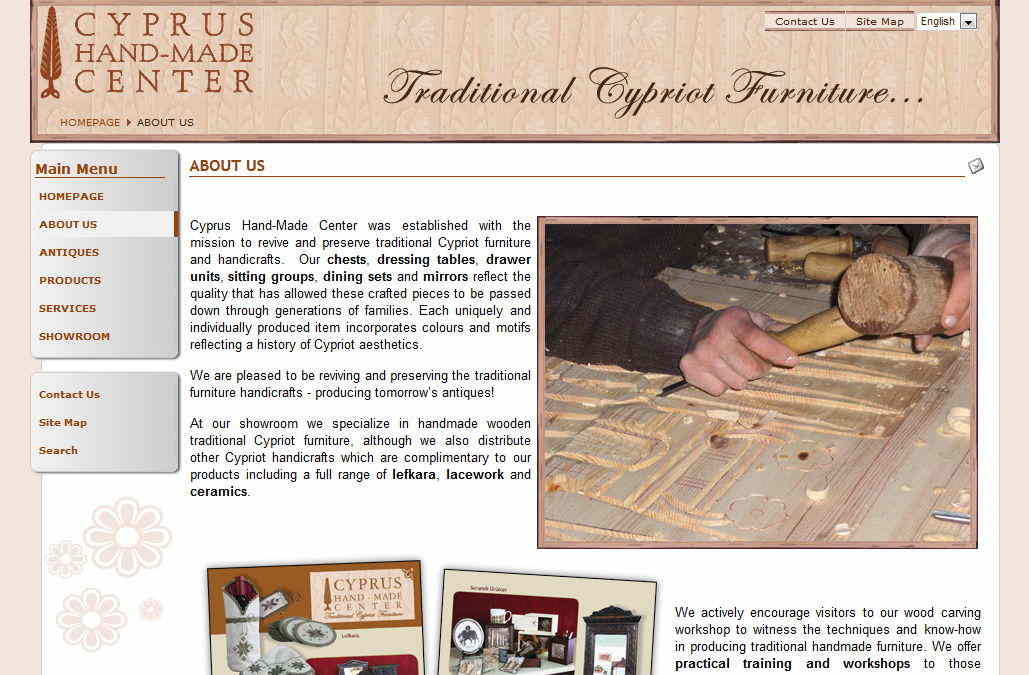 CYPRUS
HAND-MADE
CENTER
Contact Us
Site Map
English
Traditional Cypriot Furniture...
HOMEPAGE ABOUT US
Main Menu
HOMEPAGE
ABOUT US
ANTIQUES
PRODUCTS
SERVICES
SHOWROOM
Contact Us
Site Map
Search
ABOUT US
Cyprus Hand-Made Center was established with the
mission to revive and preserve traditional Cypriot furniture
and handicrafts. Our chests, dressing tables, drawer
units, sitting groups, dining sets and mirrors reflect the
quality that has allowed these crafted pieces to be passed
down through generations of families. Each uniquely and
individually produced item incorporates colours and motifs
reflecting a history of Cypriot aesthetics.
We are pleased to be reviving and preserving the traditional
furniture handicrafts - producing tomorrow's antiques!
At our showroom we specialize in handmade wooden
traditional Cypriot furniture, although we also distribute
other Cypriot handicrafts which are complimentary to our
products including a full range of lefkara, lacework and
ceramics.
CYPRUS
HAND-MADE
CENTER
Traditional Cypriot Furniture
Lefkara
We actively encourage visitors to our wood carving
workshop to witness the techniques and know-how
in producing traditional handmade furniture. We offer
practical training and workshops to those